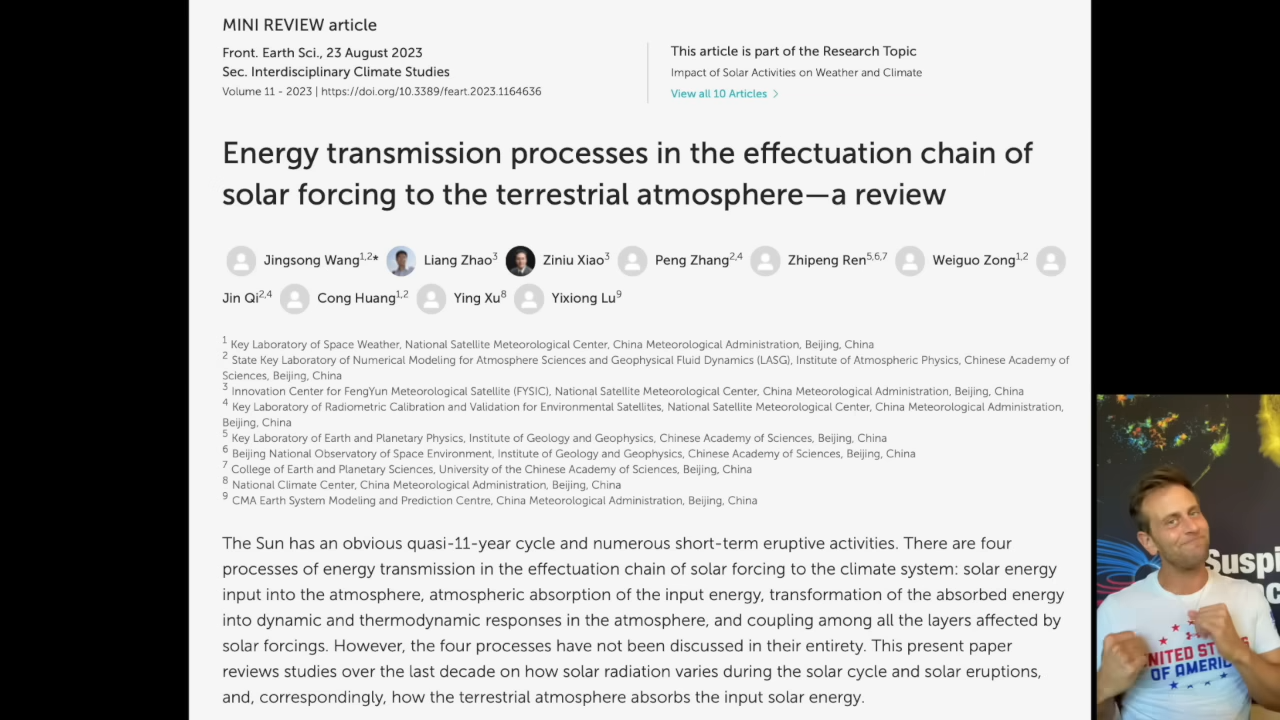 MINI REVIEW article
Front. Earth Sci., 23 August 2023
Sec. Interdisciplinary Climate Studies
Volume 11 - 2023 | https://doi.org/10.3389/feart.2023.1164636
This article is part of the Research Topic
Impact of Solar Activities on Weather and Climate
View all 10 Articles >
Energy transmission processes in the effectuation chain of
solar forcing to the terrestrial atmosphere—a review
Jingsong Wang1,2* Liang Zhao3 Ziniu Xiao3 Peng Zhang2,4 Zhipeng Ren5,6,7 Weiguo Zong1,2
Jin Qi2,4 Cong Huang1,2 Ying Xu8 Yixiong Lu9
1 Key Laboratory of Space Weather, National Satellite Meteorological Center, China Meteorological Administration, Beijing, China
2 State Key Laboratory of Numerical Modeling for Atmosphere Sciences and Geophysical Fluid Dynamics (LASG), Institute of Atmospheric Physics, Chinese Academy of
Sciences, Beijing, China
3 Innovation Center for FengYun Meteorological Satellite (FYSIC), National Satellite Meteorological Center, China Meteorological Administration, Beijing, China
4 Key Laboratory of Radiometric Calibration and Validation for Environmental Satellites, National Satellite Meteorological Center, China Meteorological Administration,
Beijing, China
5 Key Laboratory of Earth and Planetary Physics, Institute of Geology and Geophysics, Chinese Academy of Sciences, Beijing, China
6 Beijing National Observatory of Space Environment, Institute of Geology and Geophysics, Chinese Academy of Sciences, Beijing, China
7 College of Earth and Planetary Sciences, University of the Chinese Academy of Sciences, Beijing, China
8 National Climate Center, China Meteorological Administration, Beijing, China
9 CMA Earth System Modeling and Prediction Centre, China Meteorological Administration, Beijing, China
The Sun has an obvious quasi-11-year cycle and numerous short-term eruptive activities. There are four
processes of energy transmission in the effectuation chain of solar forcing to the climate system: solar energy
input into the atmosphere, atmospheric absorption of the input energy, transformation of the absorbed energy
into dynamic and thermodynamic responses in the atmosphere, and coupling among all the layers affected by
solar forcings. However, the four processes have not been discussed in their entirety. This present paper
reviews studies over the last decade on how solar radiation varies during the solar cycle and solar eruptions,
and, correspondingly, how the terrestrial atmosphere absorbs the input solar energy.
Suspi
UNITED ST
OF AMERIC